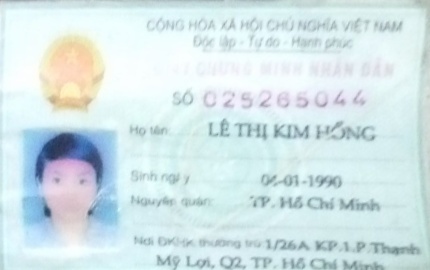 CỘNG HÒA XÃ HỘI CHỦ NGHĨA VIỆT NAM
Độc lập - Tự do - Hạnh phúc
CHỨNG MINH NHÂN DÂN
SỐ 025265044
Họ tên: LÊ THỊ KIM HỒNG
Sinh ngày 04-01-1990
Nguyên quán: TP. Hồ Chí Minh
Nơi ĐKHK thường trú: 1/26A KP.1.P.Thạnh
Mỹ Lợi, Q2, TP. Hồ Chí Minh